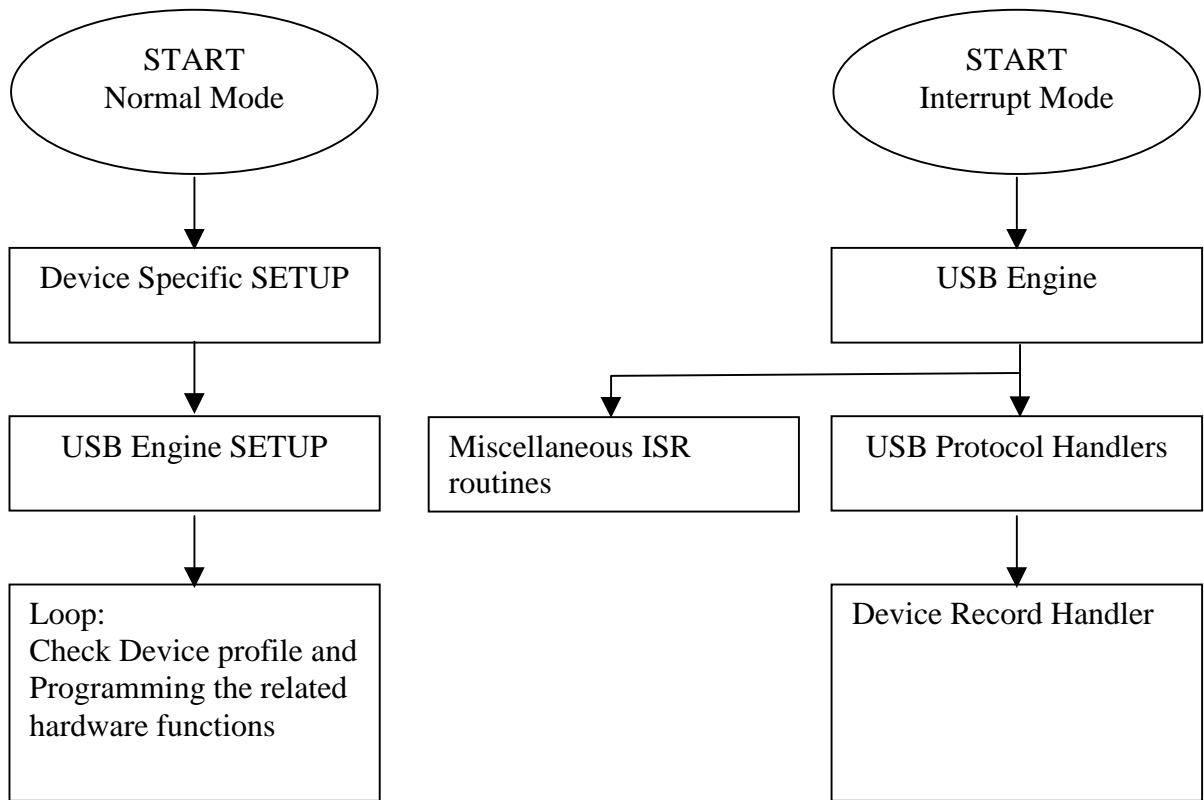 START
Normal Mode
Device Specific SETUP
USB Engine SETUP
Loop:
Check Device profile and
Programming the related
hardware functions
START
Interrupt Mode
USB Engine
Miscellaneous ISR
routines
USB Protocol Handlers
Device Record Handler